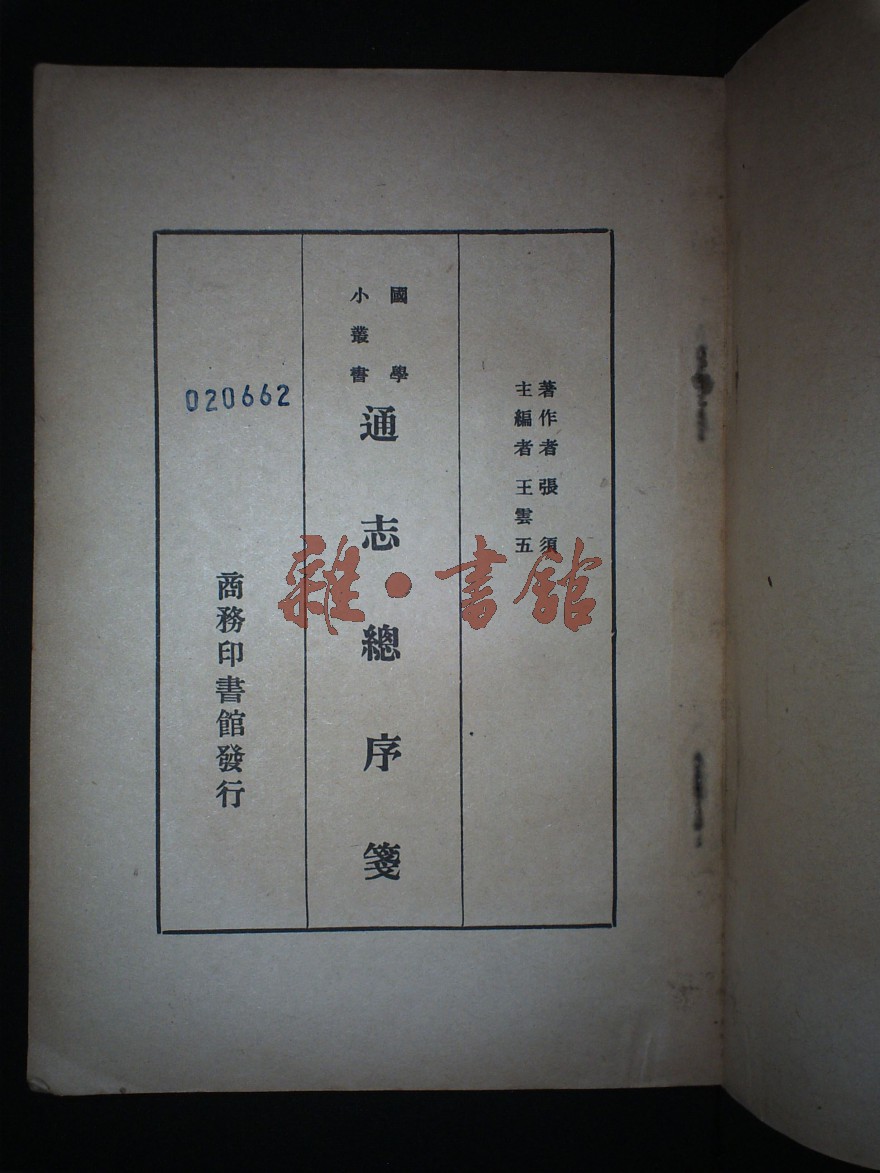 著作者 張須
主編者 王雲五
國學
小叢書
通志總序箋
020662
商務印書館發行
雜·書館